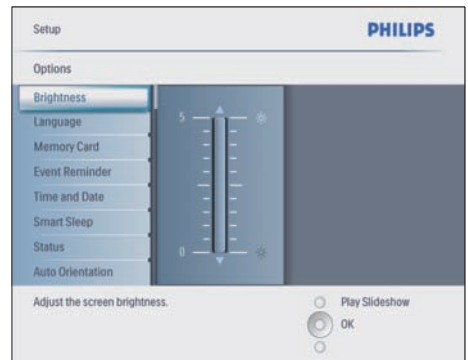 Setup
PHILIPS
Options
Brightness
Language
Memory Card
Event Reminder
Time and Date
Smart Sleep
Status
Auto Orientation
5
0
Adjust the screen brightness.
Play Slideshow
OK